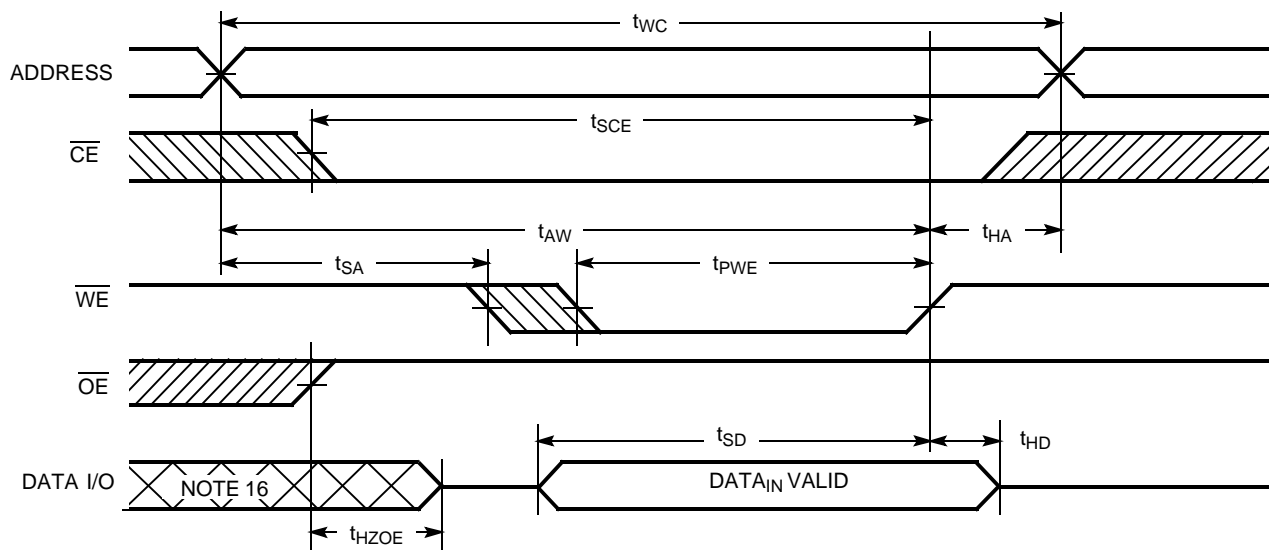 tWC
ADDRESS
tSCE
CE
tAW
tHA
tSA
tPWE
WE
OE
tSD
tHD
DATA I/O
NOTE 16
DATAIN VALID
tHZOE